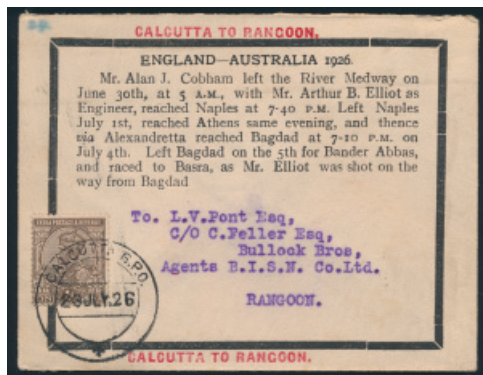 CALCUTTA TO RANGOON.
ENGLAND—AUSTRALIA 1926.
Mr. Alan J. Cobham left the River Medway on
June 30th, at 5 A.M., with Mr. Arthur B. Elliot as
Engineer, reached Naples at 7-40 P.M. Left Naples
July 1st, reached Athens same evening, and thence
via Alexandretta reached Bagdad at 7-10 P.M. on
July 4th. Left Bagdad on the 5th for Bander Abbas,
and raced to Basra, as Mr. Elliot was shot on the
way from Bagdad
To. L.V.Pont Esq,
C/O C.Feller Esq,
Bullock Bros,
Agents B.I.S.N. Co.Ltd.
RANGOON.
CALCUTTA G.P.O.
23 JLY. 26
CALCUTTA TO RANGOON.